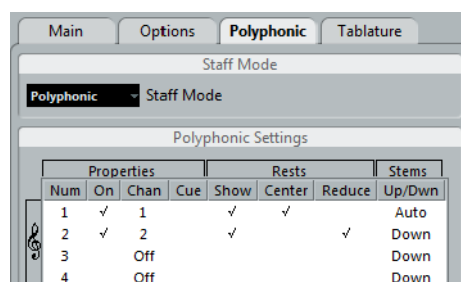 Main Options Polyphonic Tablature
Staff Mode
Polyphonic Staff Mode
Polyphonic Settings
Properties Rests Stems
Num On Chan Cue Show Center Reduce Up/Dwn
1 √ 1 √ √ Auto
2 √ 2 √ √ Down
3 Off Down
4 Off Down